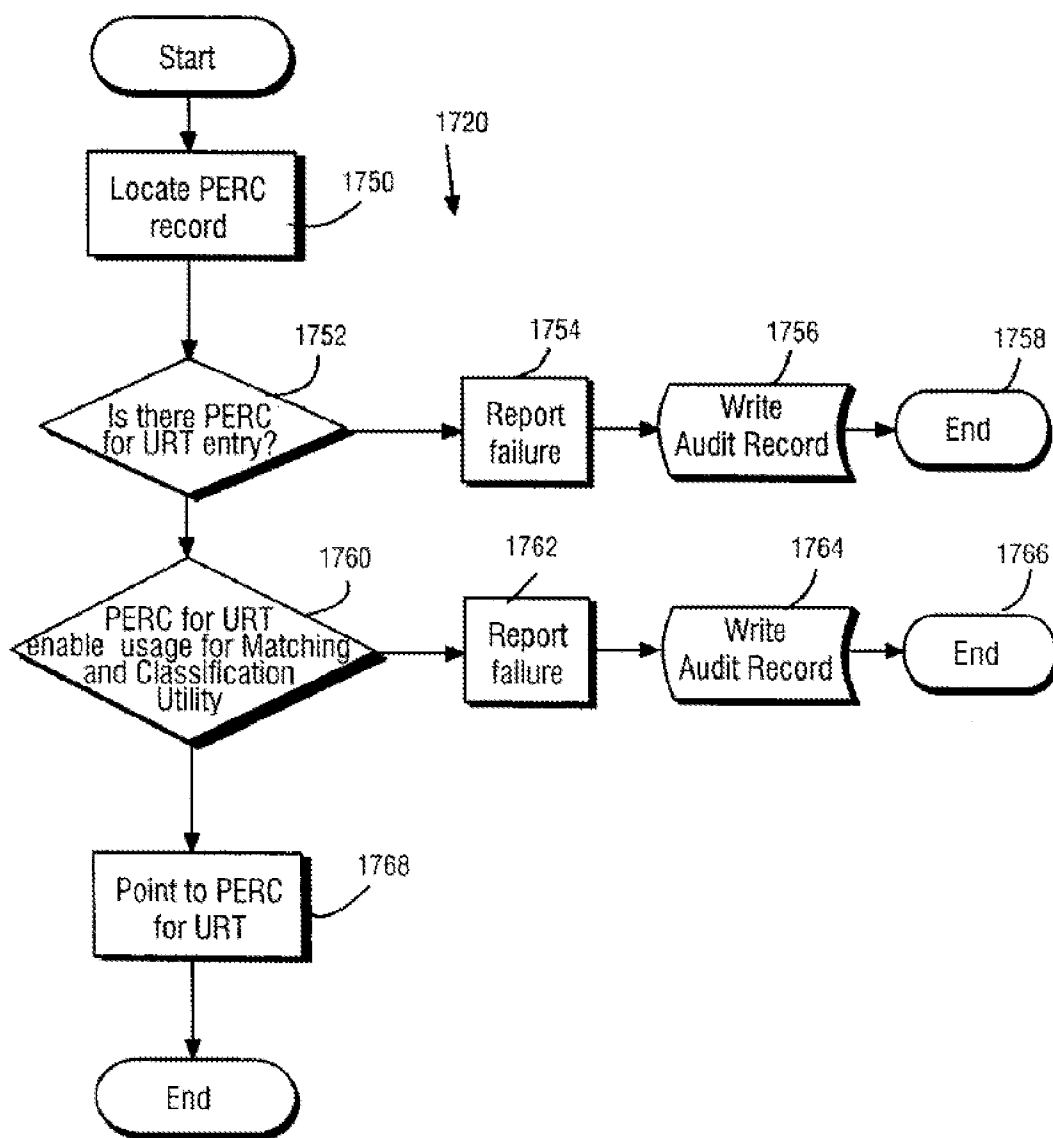 Start
1720
Locate PERC
record
1750
1752
Is there PERC
for URT entry?
1754
Report
failure
1756
Write
Audit Record
1758
End
1760
PERC for URT
enable usage for Matching
and Classification
Utility
1762
Report
failure
1764
Write
Audit Record
1766
End
Point to PERC
for URT
1768
End